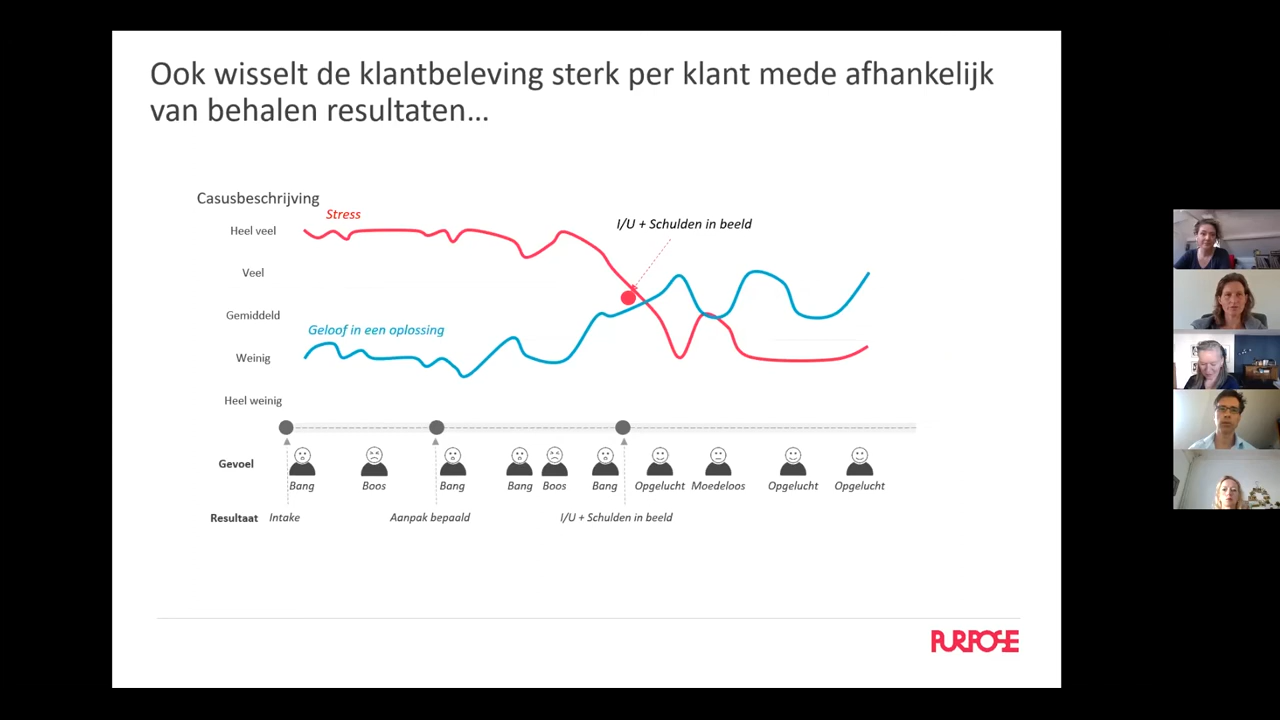 Ook wisselt de klantbeleving sterk per klant mede afhankelijk
van behalen resultaten...
Casusbeschrijving
Stress
I/U + Schulden in beeld
Heel veel
Veel
Gemiddeld
Geloof in een oplossing
Weinig
Heel weinig
Gevoel
Bang Boos Bang Bang Boos Bang Opgelucht Moedeloos Opgelucht Opgelucht
Resultaat Intake Aanpak bepaald I/U + Schulden in beeld
PURPOSE